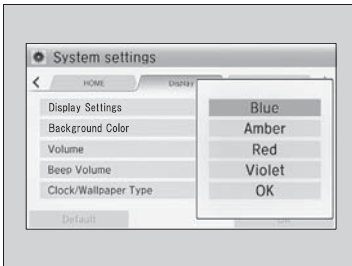 System settings
HOME
Display
Display Settings
Background Color
Volume
Beep Volume
Clock/Wallpaper Type
Blue
Amber
Red
Violet
OK
Default
OK